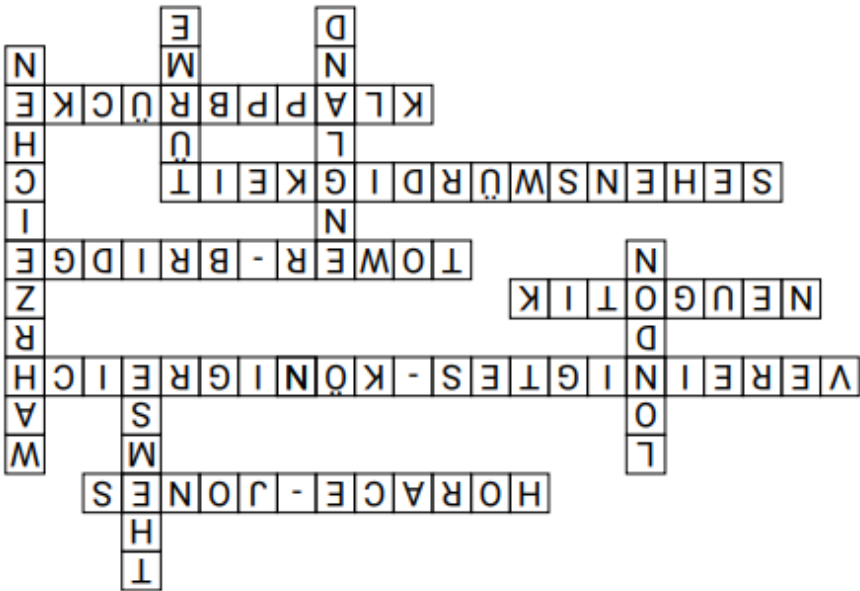 THEMSE
HORACE-JONES
LONDON
WAHRZEICHEN
VEREINIGTES-KÖNIGREICH
NEUGOTIK
TOWER-BRIDGE
ENGLAND
SEHENSWÜRDIGKEIT
TÜRME
KLAPPBRÜCKE